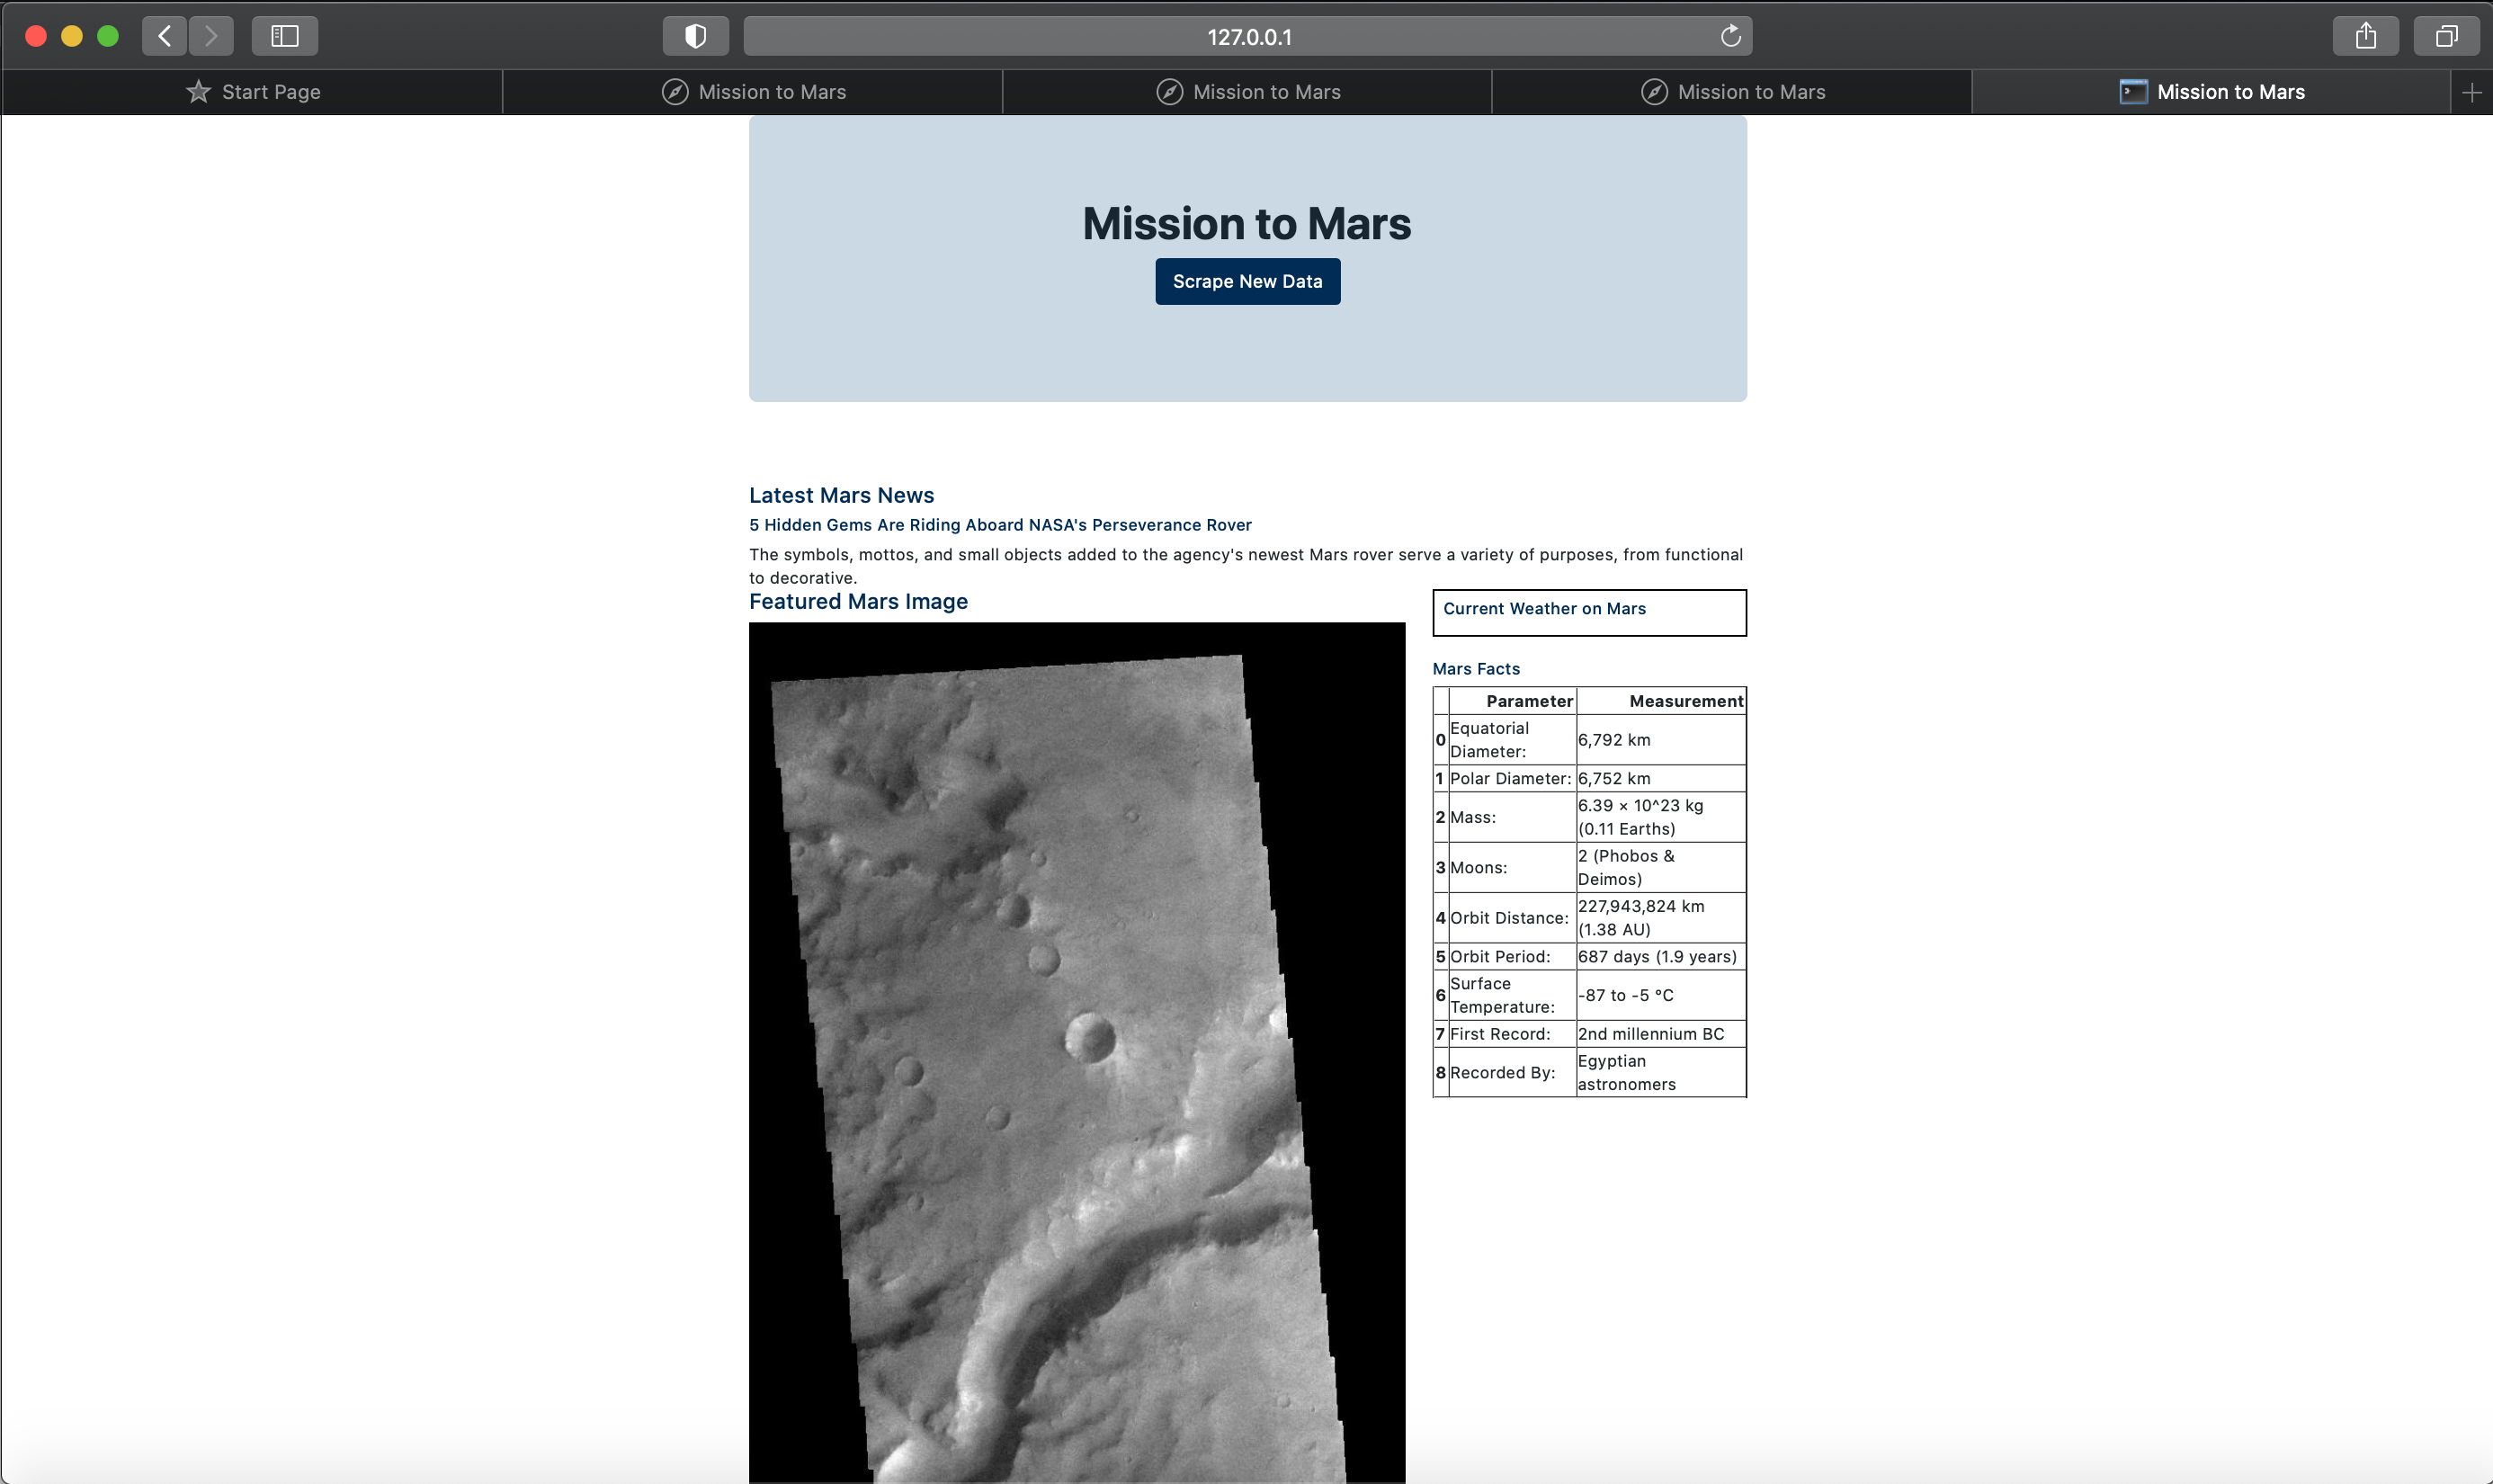 127.0.0.1
Start Page
Mission to Mars
Mission to Mars
Mission to Mars
Mission to Mars
Mission to Mars
Scrape New Data
Latest Mars News
5 Hidden Gems Are Riding Aboard NASA's Perseverance Rover
The symbols, mottos, and small objects added to the agency's newest Mars rover serve a variety of purposes, from functional
to decorative.
Featured Mars Image
Current Weather on Mars
Mars Facts
Parameter Measurement
0 Equatorial Diameter: 6,792 km
1 Polar Diameter: 6,752 km
2 Mass: 6.39 × 10^23 kg (0.11 Earths)
3 Moons: 2 (Phobos & Deimos)
4 Orbit Distance: 227,943,824 km (1.38 AU)
5 Orbit Period: 687 days (1.9 years)
6 Surface Temperature: -87 to -5 °C
7 First Record: 2nd millennium BC
8 Recorded By: Egyptian astronomers